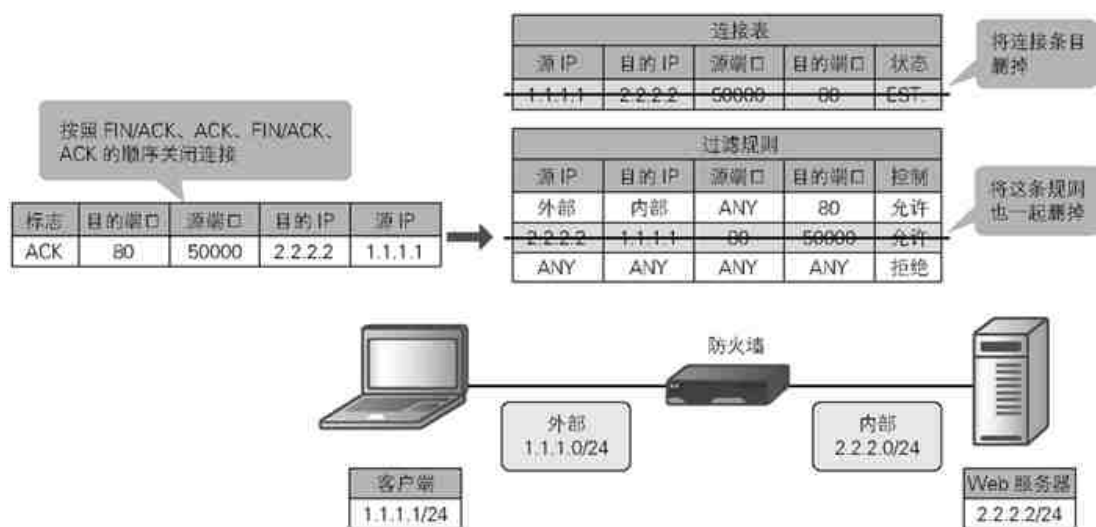 连接表
源 IP 目的 IP 源端口 目的端口 状态
1.1.1.1 2.2.2.2 50000 80 EST.
将连接条目
删掉
按照 FIN/ACK、ACK、FIN/ACK、
ACK 的顺序关闭连接
标志 目的端口 源端口 目的 IP 源 IP
ACK 80 50000 2.2.2.2 1.1.1.1
过滤规则
源 IP 目的 IP 源端口 目的端口 控制
外部 内部 ANY 80 允许
2.2.2.2 1.1.1.1 80 50000 允许
ANY ANY ANY ANY 拒绝
将这条规则
也一起删掉
防火墙
外部
1.1.1.0/24
内部
2.2.2.0/24
客户端
1.1.1.1/24
Web 服务器
2.2.2.2/24